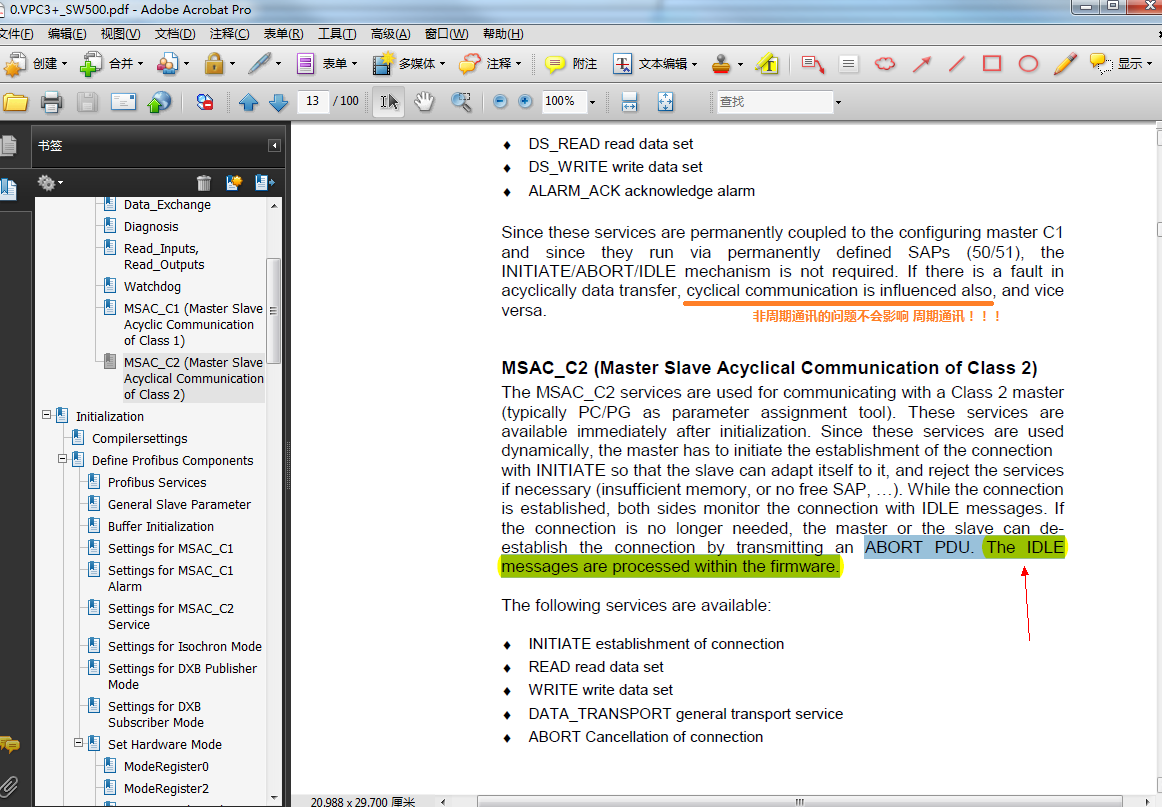 0.VPC3+_SW500.pdf - Adobe Acrobat Pro
文件(F) 编辑(E) 视图(V) 文档(D) 注释(C) 表单(R) 工具(T) 高级(A) 窗口(W) 帮助(H)
创建 合并 表单 多媒体 注释 附注 文本编辑 显示
13 / 100 100% 查找
书签
Data_Exchange
Diagnosis
Read_Inputs,
Read_Outputs
Watchdog
MSAC_C1 (Master Slave
Acyclic Communication
of Class 1)
MSAC_C2 (Master Slave
Acyclical Communication
of Class 2)
Initialization
Compilersettings
Define Profibus Components
Profibus Services
General Slave Parameter
Buffer Initialization
Settings for MSAC_C1
Settings for MSAC_C1
Alarm
Settings for MSAC_C2
Service
Settings for Isochron Mode
Settings for DXB Publisher
Mode
Settings for DXB
Subscriber Mode
Set Hardware Mode
ModeRegister0
ModeRegister2
♦ DS_READ read data set
♦ DS_WRITE write data set
♦ ALARM_ACK acknowledge alarm
Since these services are permanently coupled to the configuring master C1
and since they run via permanently defined SAPs (50/51), the
INITIATE/ABORT/IDLE mechanism is not required. If there is a fault in
acyclically data transfer, cyclical communication is influenced also, and vice
versa.
非周期通讯的问题不会影响 周期通讯！！！
MSAC_C2 (Master Slave Acyclical Communication of Class 2)
The MSAC_C2 services are used for communicating with a Class 2 master
(typically PC/PG as parameter assignment tool). These services are
available immediately after initialization. Since these services are used
dynamically, the master has to initiate the establishment of the connection
with INITIATE so that the slave can adapt itself to it, and reject the services
if necessary (insufficient memory, or no free SAP, …). While the connection
is established, both sides monitor the connection with IDLE messages. If
the connection is no longer needed, the master or the slave can de-
establish the connection by transmitting an ABORT PDU. The IDLE
messages are processed within the firmware.
The following services are available:
♦ INITIATE establishment of connection
♦ READ read data set
♦ WRITE write data set
♦ DATA_TRANSPORT general transport service
♦ ABORT Cancellation of connection
20.988 x 29.700 厘米